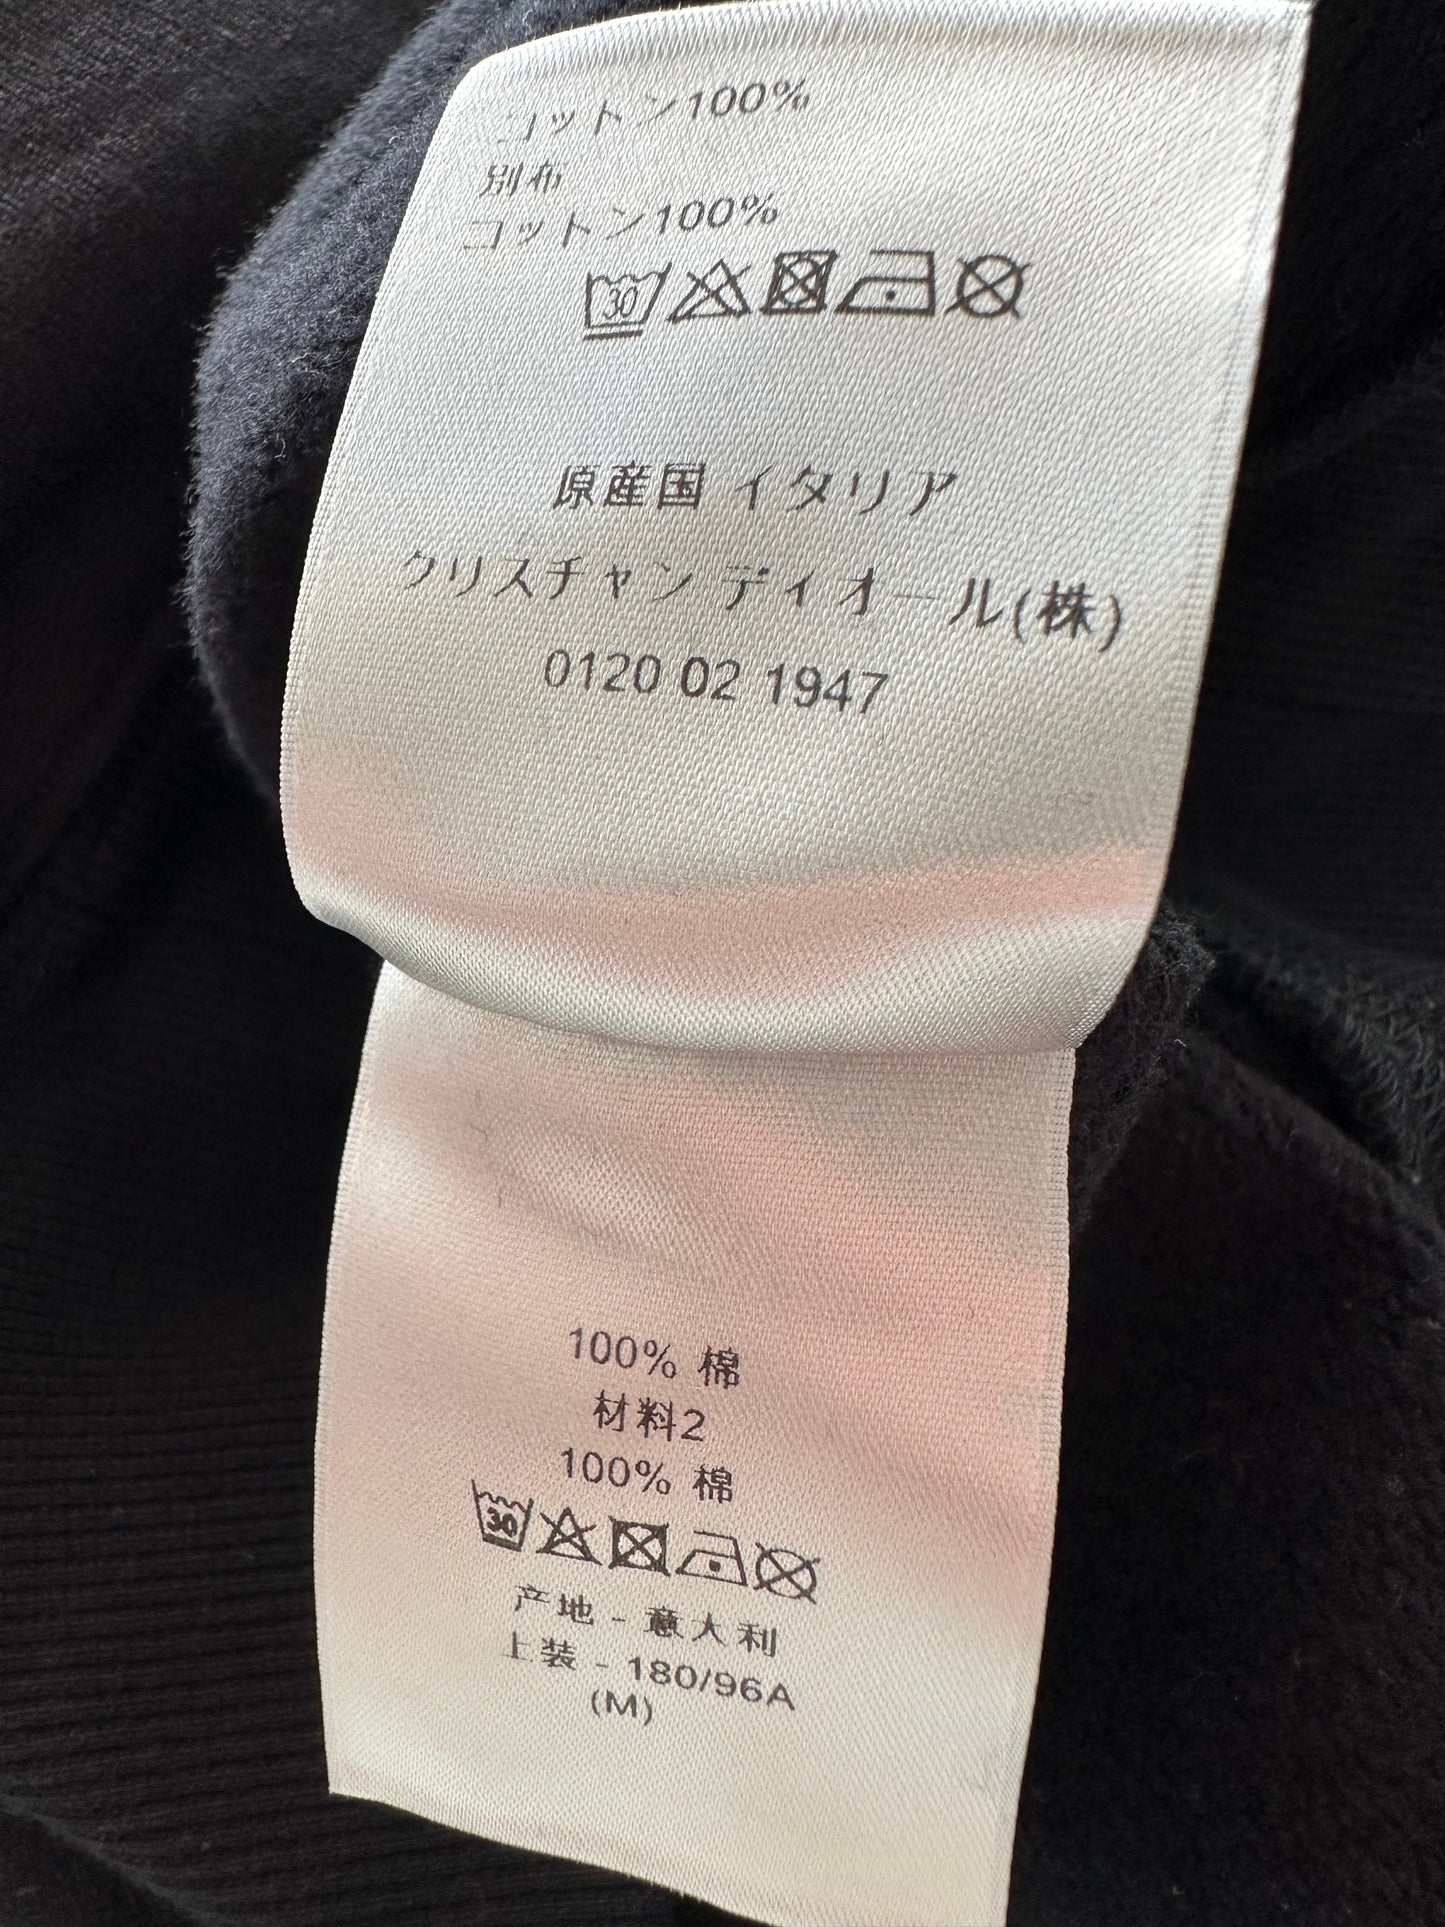 コットン100%
別布
コットン100%
30
原産国 イタリア
クリスチャン ディオール(株)
0120 02 1947
100% 棉
材料2
100% 棉
30
产地 - 意大利
上装 - 180/96A
(M)